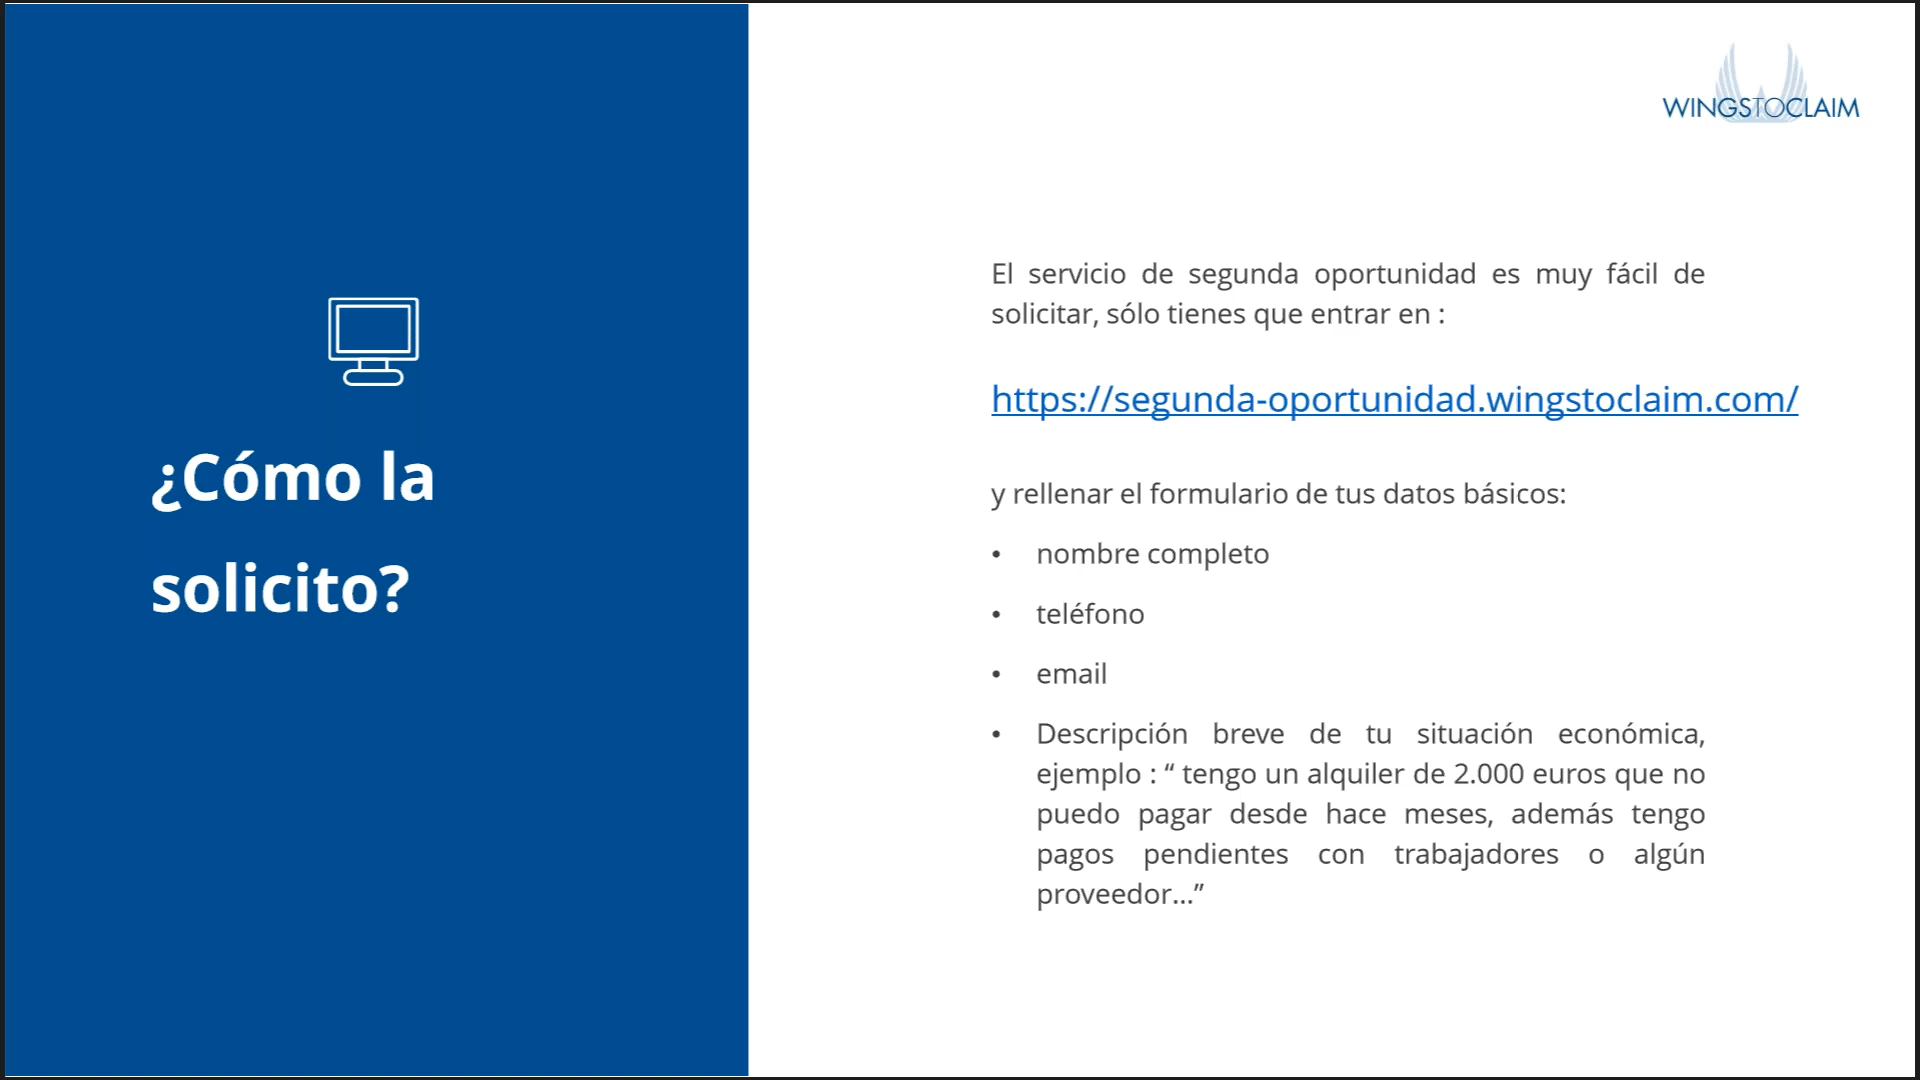 WINGSTOCLAIM
¿Cómo la
solicito?
El servicio de segunda oportunidad es muy fácil de
solicitar, sólo tienes que entrar en :
https://segunda-oportunidad.wingstoclaim.com/
y rellenar el formulario de tus datos básicos:
• nombre completo
• teléfono
• email
• Descripción breve de tu situación económica,
ejemplo : “ tengo un alquiler de 2.000 euros que no
puedo pagar desde hace meses, además tengo
pagos pendientes con trabajadores o algún
proveedor...”